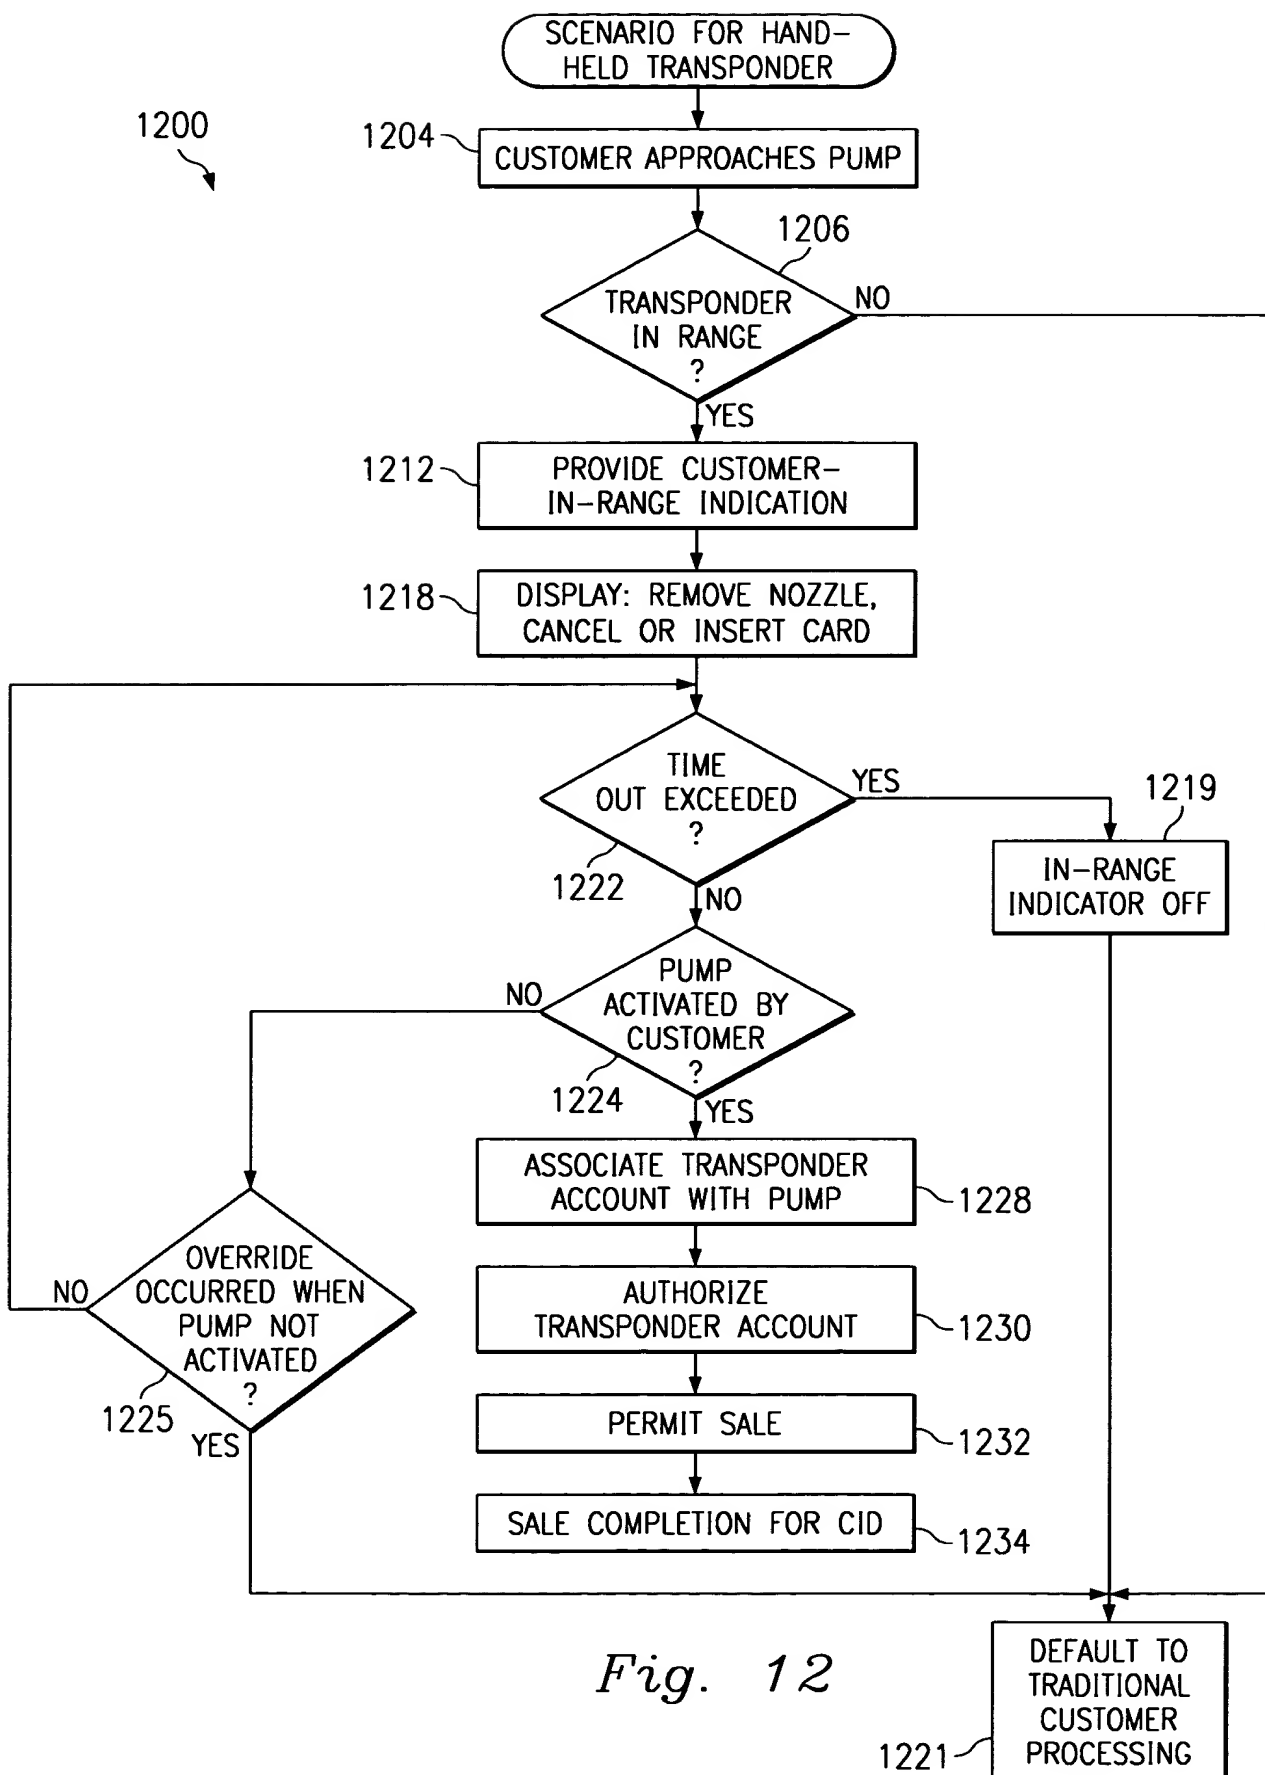 SCENARIO FOR HAND-
HELD TRANSPONDER
1200
1204
CUSTOMER APPROACHES PUMP
1206
TRANSPONDER
IN RANGE
?
NO
YES
1212
PROVIDE CUSTOMER-
IN-RANGE INDICATION
1218
DISPLAY: REMOVE NOZZLE,
CANCEL OR INSERT CARD
TIME
OUT EXCEEDED
?
YES
1222
NO
1219
IN-RANGE
INDICATOR OFF
PUMP
ACTIVATED BY
CUSTOMER
?
NO
1224
YES
ASSOCIATE TRANSPONDER
ACCOUNT WITH PUMP
1228
OVERRIDE
OCCURRED WHEN
PUMP NOT
ACTIVATED
?
NO
1225
YES
AUTHORIZE
TRANSPONDER ACCOUNT
1230
PERMIT SALE
1232
SALE COMPLETION FOR CID
1234
Fig. 12
DEFAULT TO
TRADITIONAL
CUSTOMER
PROCESSING
1221